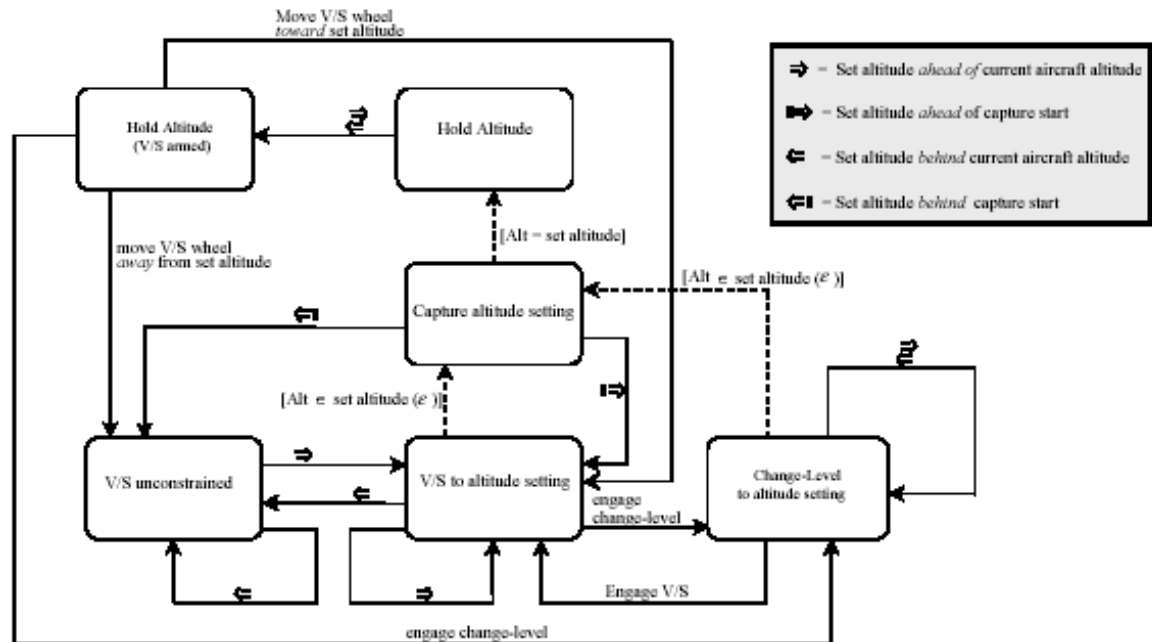 Move V/S wheel
toward set altitude
⇒ = Set altitude ahead of current aircraft altitude
= Set altitude ahead of capture start
⇐ = Set altitude behind current aircraft altitude
= Set altitude behind capture start
Hold Altitude
(V/S armed)
Hold Altitude
[Alt = set altitude]
move V/S wheel
away from set altitude
[Alt ∈ set altitude (ε)]
Capture altitude setting
[Alt ∈ set altitude (ε)]
V/S unconstrained
V/S to altitude setting
Change-Level
to altitude setting
engage
change-level
Engage V/S
engage change-level